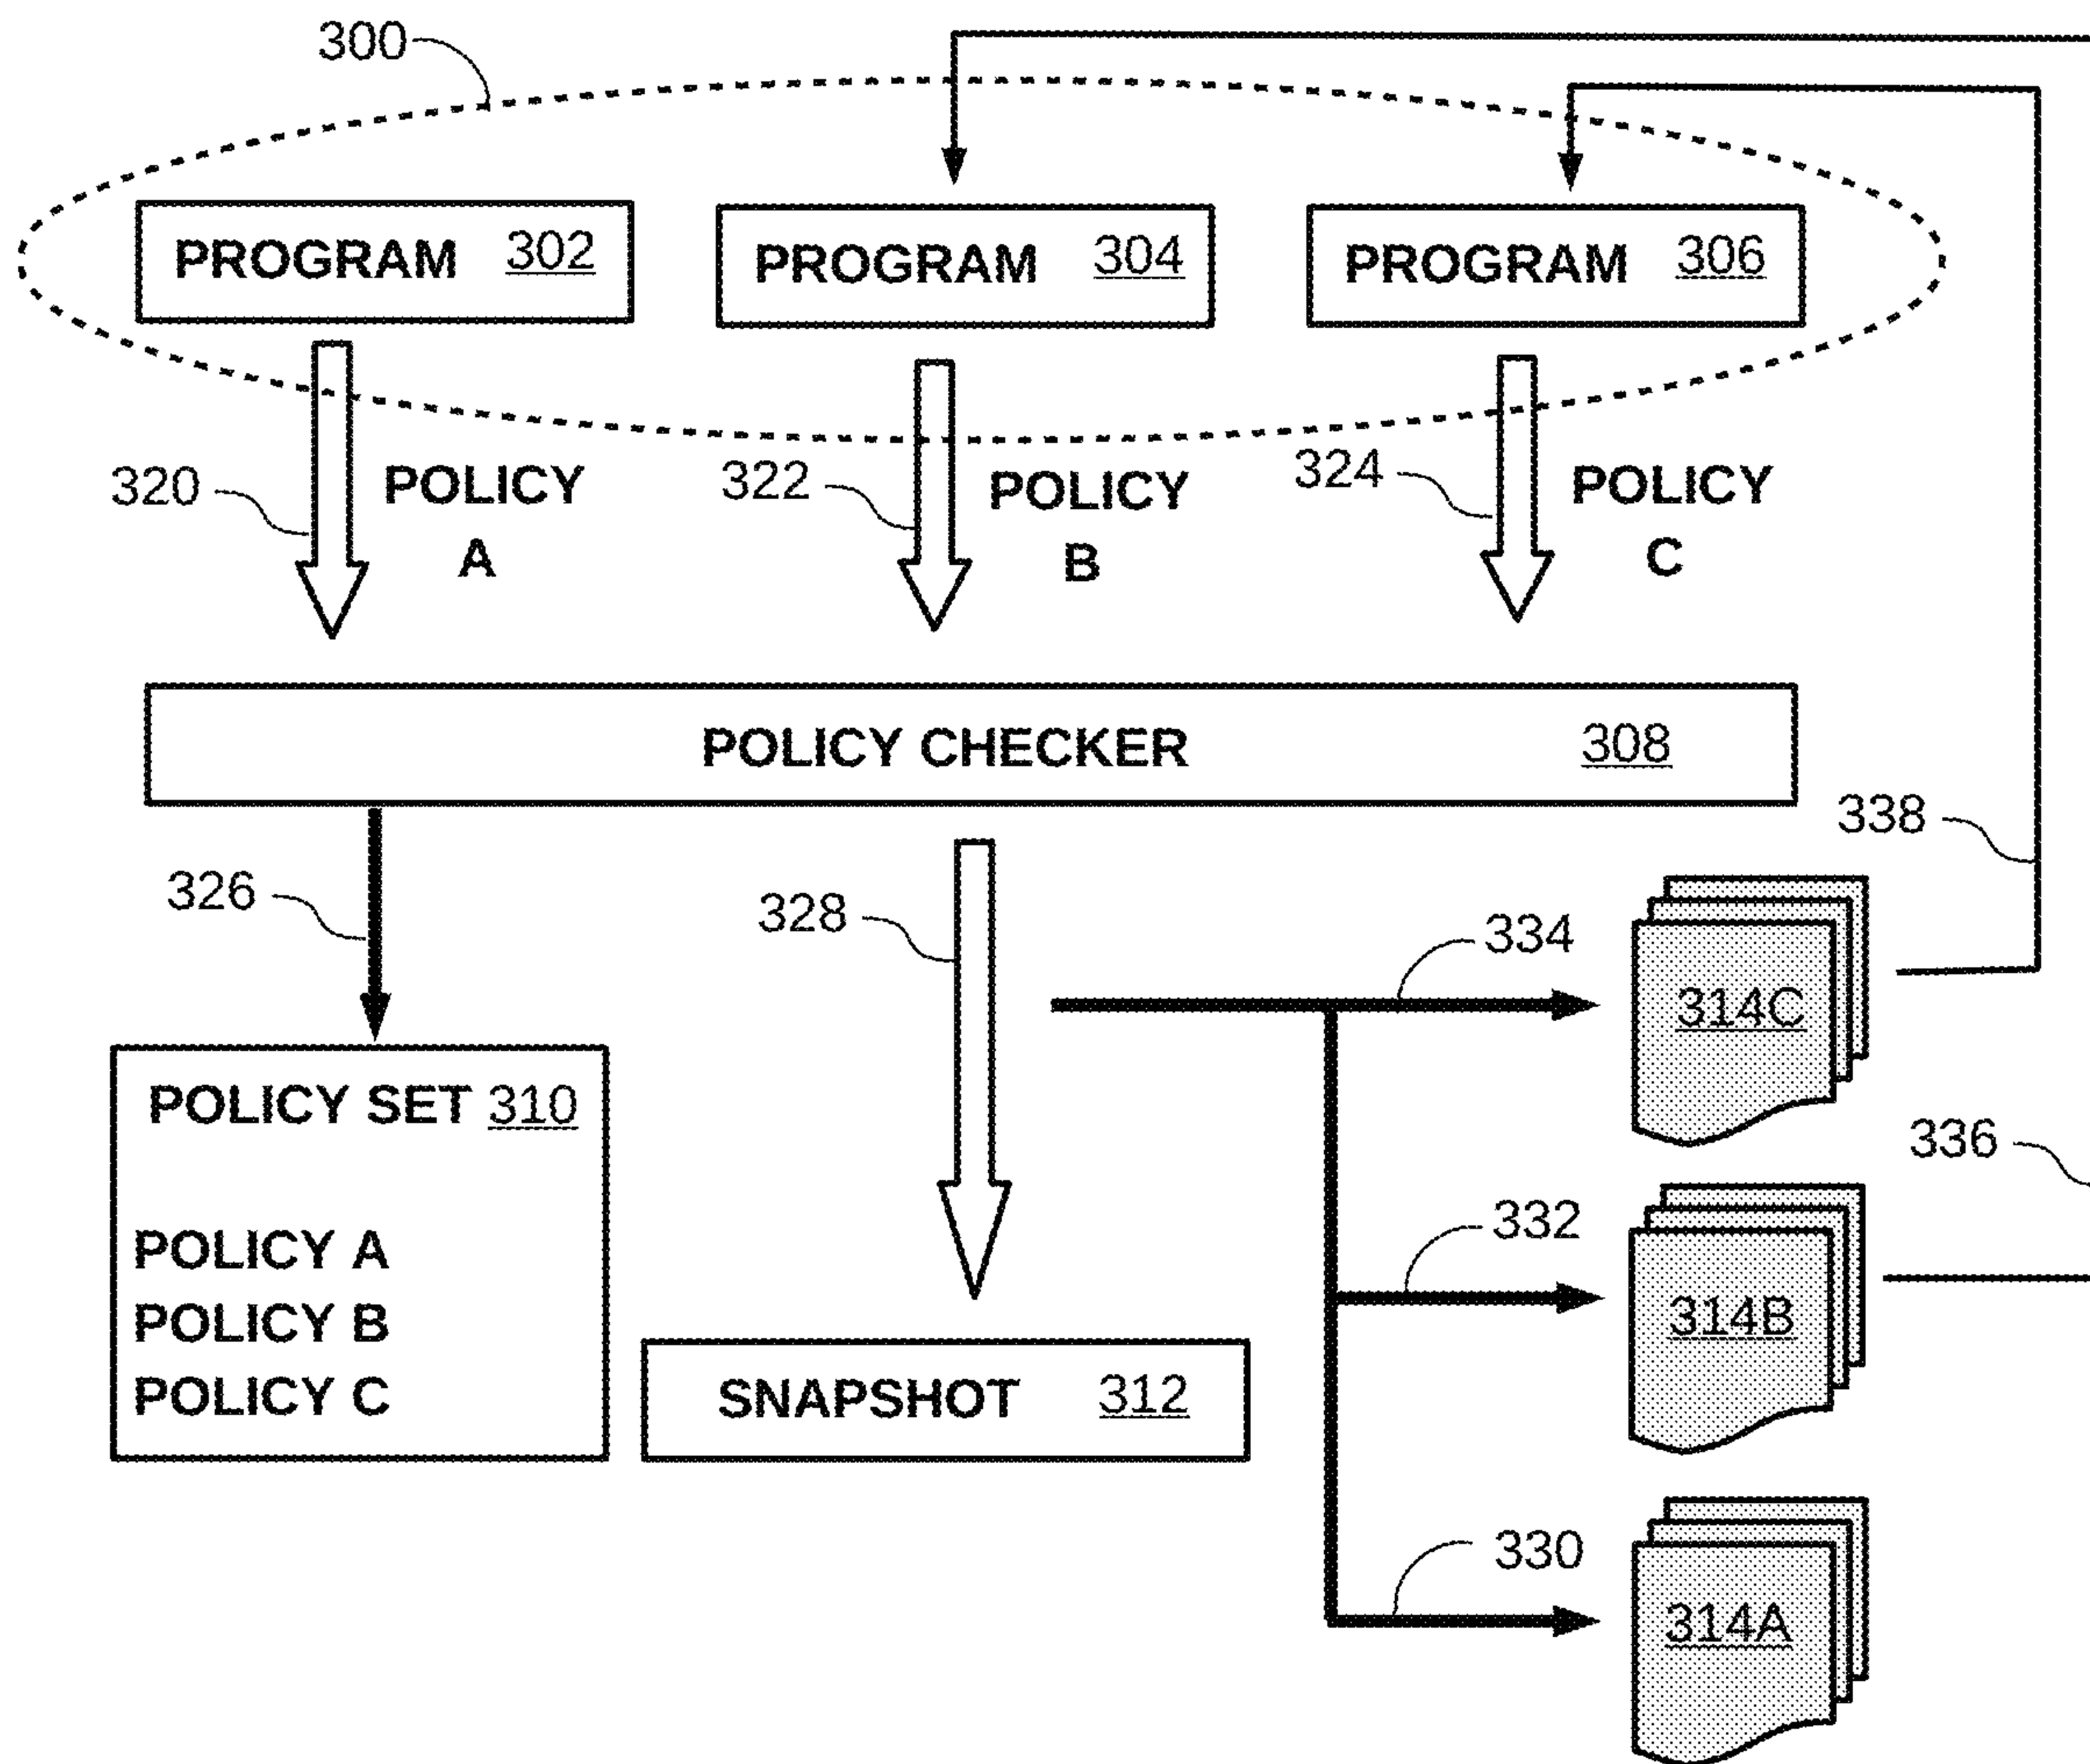 300
PROGRAM 302
PROGRAM 304
PROGRAM 306
320
POLICY
A
322
POLICY
B
324
POLICY
C
POLICY CHECKER 308
338
326
328
334
314C
POLICY SET 310
336
332
POLICY A
POLICY B
POLICY C
314B
SNAPSHOT 312
330
314A